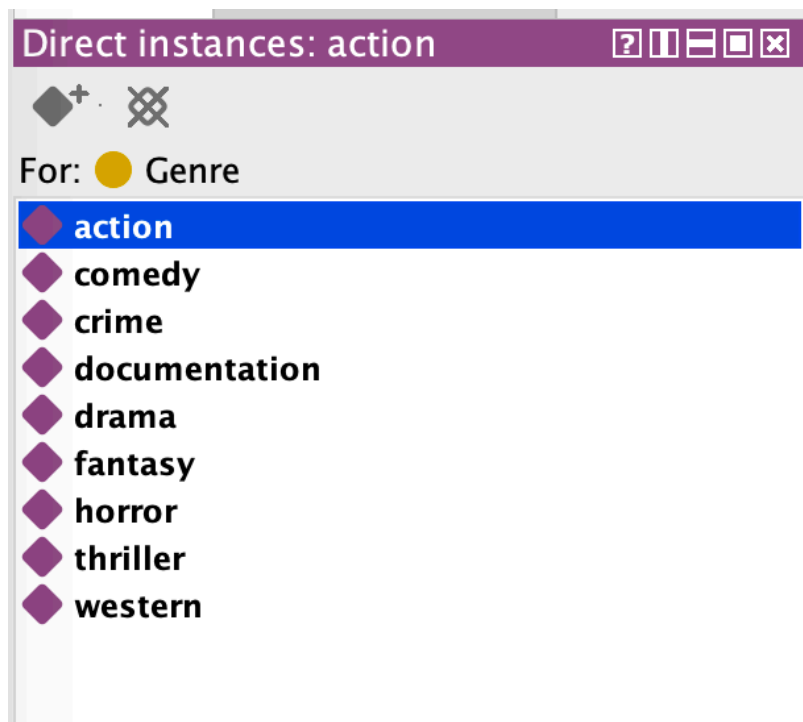 Direct instances: action
For: Genre
action
comedy
crime
documentation
drama
fantasy
horror
thriller
western